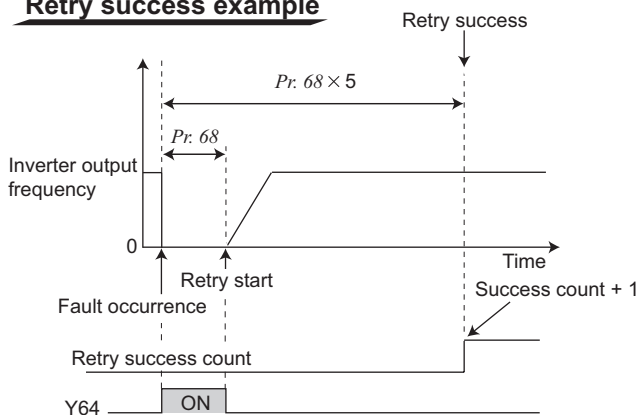 Retry success example
Retry success
Pr. 68 × 5
Pr. 68
Inverter output
frequency
0
Time
Retry start
Fault occurrence
Success count + 1
Retry success count
Y64
ON